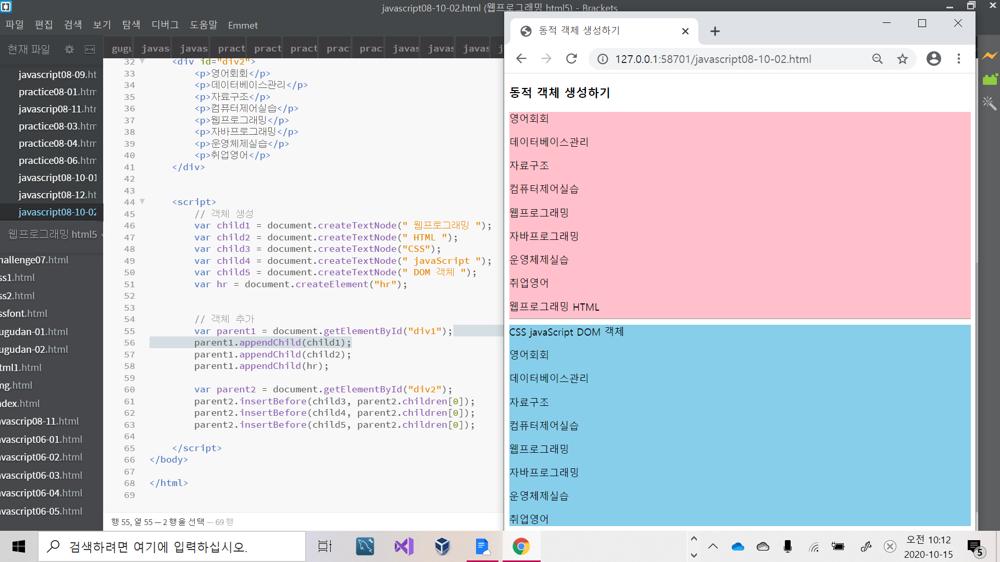 javascript08-10-02.html (웹프로그래밍 html5) - Brackets
파일 편집 검색 보기 탐색 디버그 도움말 Emmet
현재 파일
gugu javas javas pract pract pract prac prac javas javas javas j
javascript08-09.ht
practice08-01.htm
javascrip08-11.htr
practice08-03.htm
practice08-04.htm
practice08-06.htm
javascript08-10-01
javascript08-12.ht
javascript08-10-02
웹프로그래밍 html5
hallenge07.html
ss1.html
ss2.html
ssfont.html
ugudan-01.html
ugudan-02.html
tml1.html
mg.html
ndex.html
avascrip08-11.html
avascript06-01.html
avascript06-02.html
avascript06-03.html
avascript06-04.html
avascript06-05.html
32 <div id="div2">
33 <p>영어회회</p>
34 <p>데이터베이스관리</p>
35 <p>자료구조</p>
36 <p>컴퓨터제어실습</p>
37 <p>웹프로그래밍</p>
38 <p>자바프로그래밍</p>
39 <p>운영체제실습</p>
40 <p>취업영어</p>
41 </div>
42
43
44 <script>
45 // 객체 생성
46 var child1 = document.createTextNode(" 웹프로그래밍 ");
47 var child2 = document.createTextNode(" HTML ");
48 var child3 = document.createTextNode("CSS");
49 var child4 = document.createTextNode(" javaScript ");
50 var child5 = document.createTextNode(" DOM 객체 ");
51 var hr = document.createElement("hr");
52
53
54 // 객체 추가
55 var parent1 = document.getElementById("div1");
56 parent1.appendChild(child1);
57 parent1.appendChild(child2);
58 parent1.appendChild(hr);
59
60 var parent2 = document.getElementById("div2");
61 parent2.insertBefore(child3, parent2.children[0]);
62 parent2.insertBefore(child4, parent2.children[0]);
63 parent2.insertBefore(child5, parent2.children[0]);
64
65 </script>
66 </body>
67
68 </html>
69
행 55, 열 55 — 2 행을 선택 — 69 행
동적 객체 생성하기
127.0.0.1:58701/javascript08-10-02.html
동적 객체 생성하기
영어회회
데이터베이스관리
자료구조
컴퓨터제어실습
웹프로그래밍
자바프로그래밍
운영체제실습
취업영어
웹프로그래밍 HTML
CSS javaScript DOM 객체
영어회회
데이터베이스관리
자료구조
컴퓨터제어실습
웹프로그래밍
자바프로그래밍
운영체제실습
취업영어
검색하려면 여기에 입력하십시오.
오전 10:12
2020-10-15
5